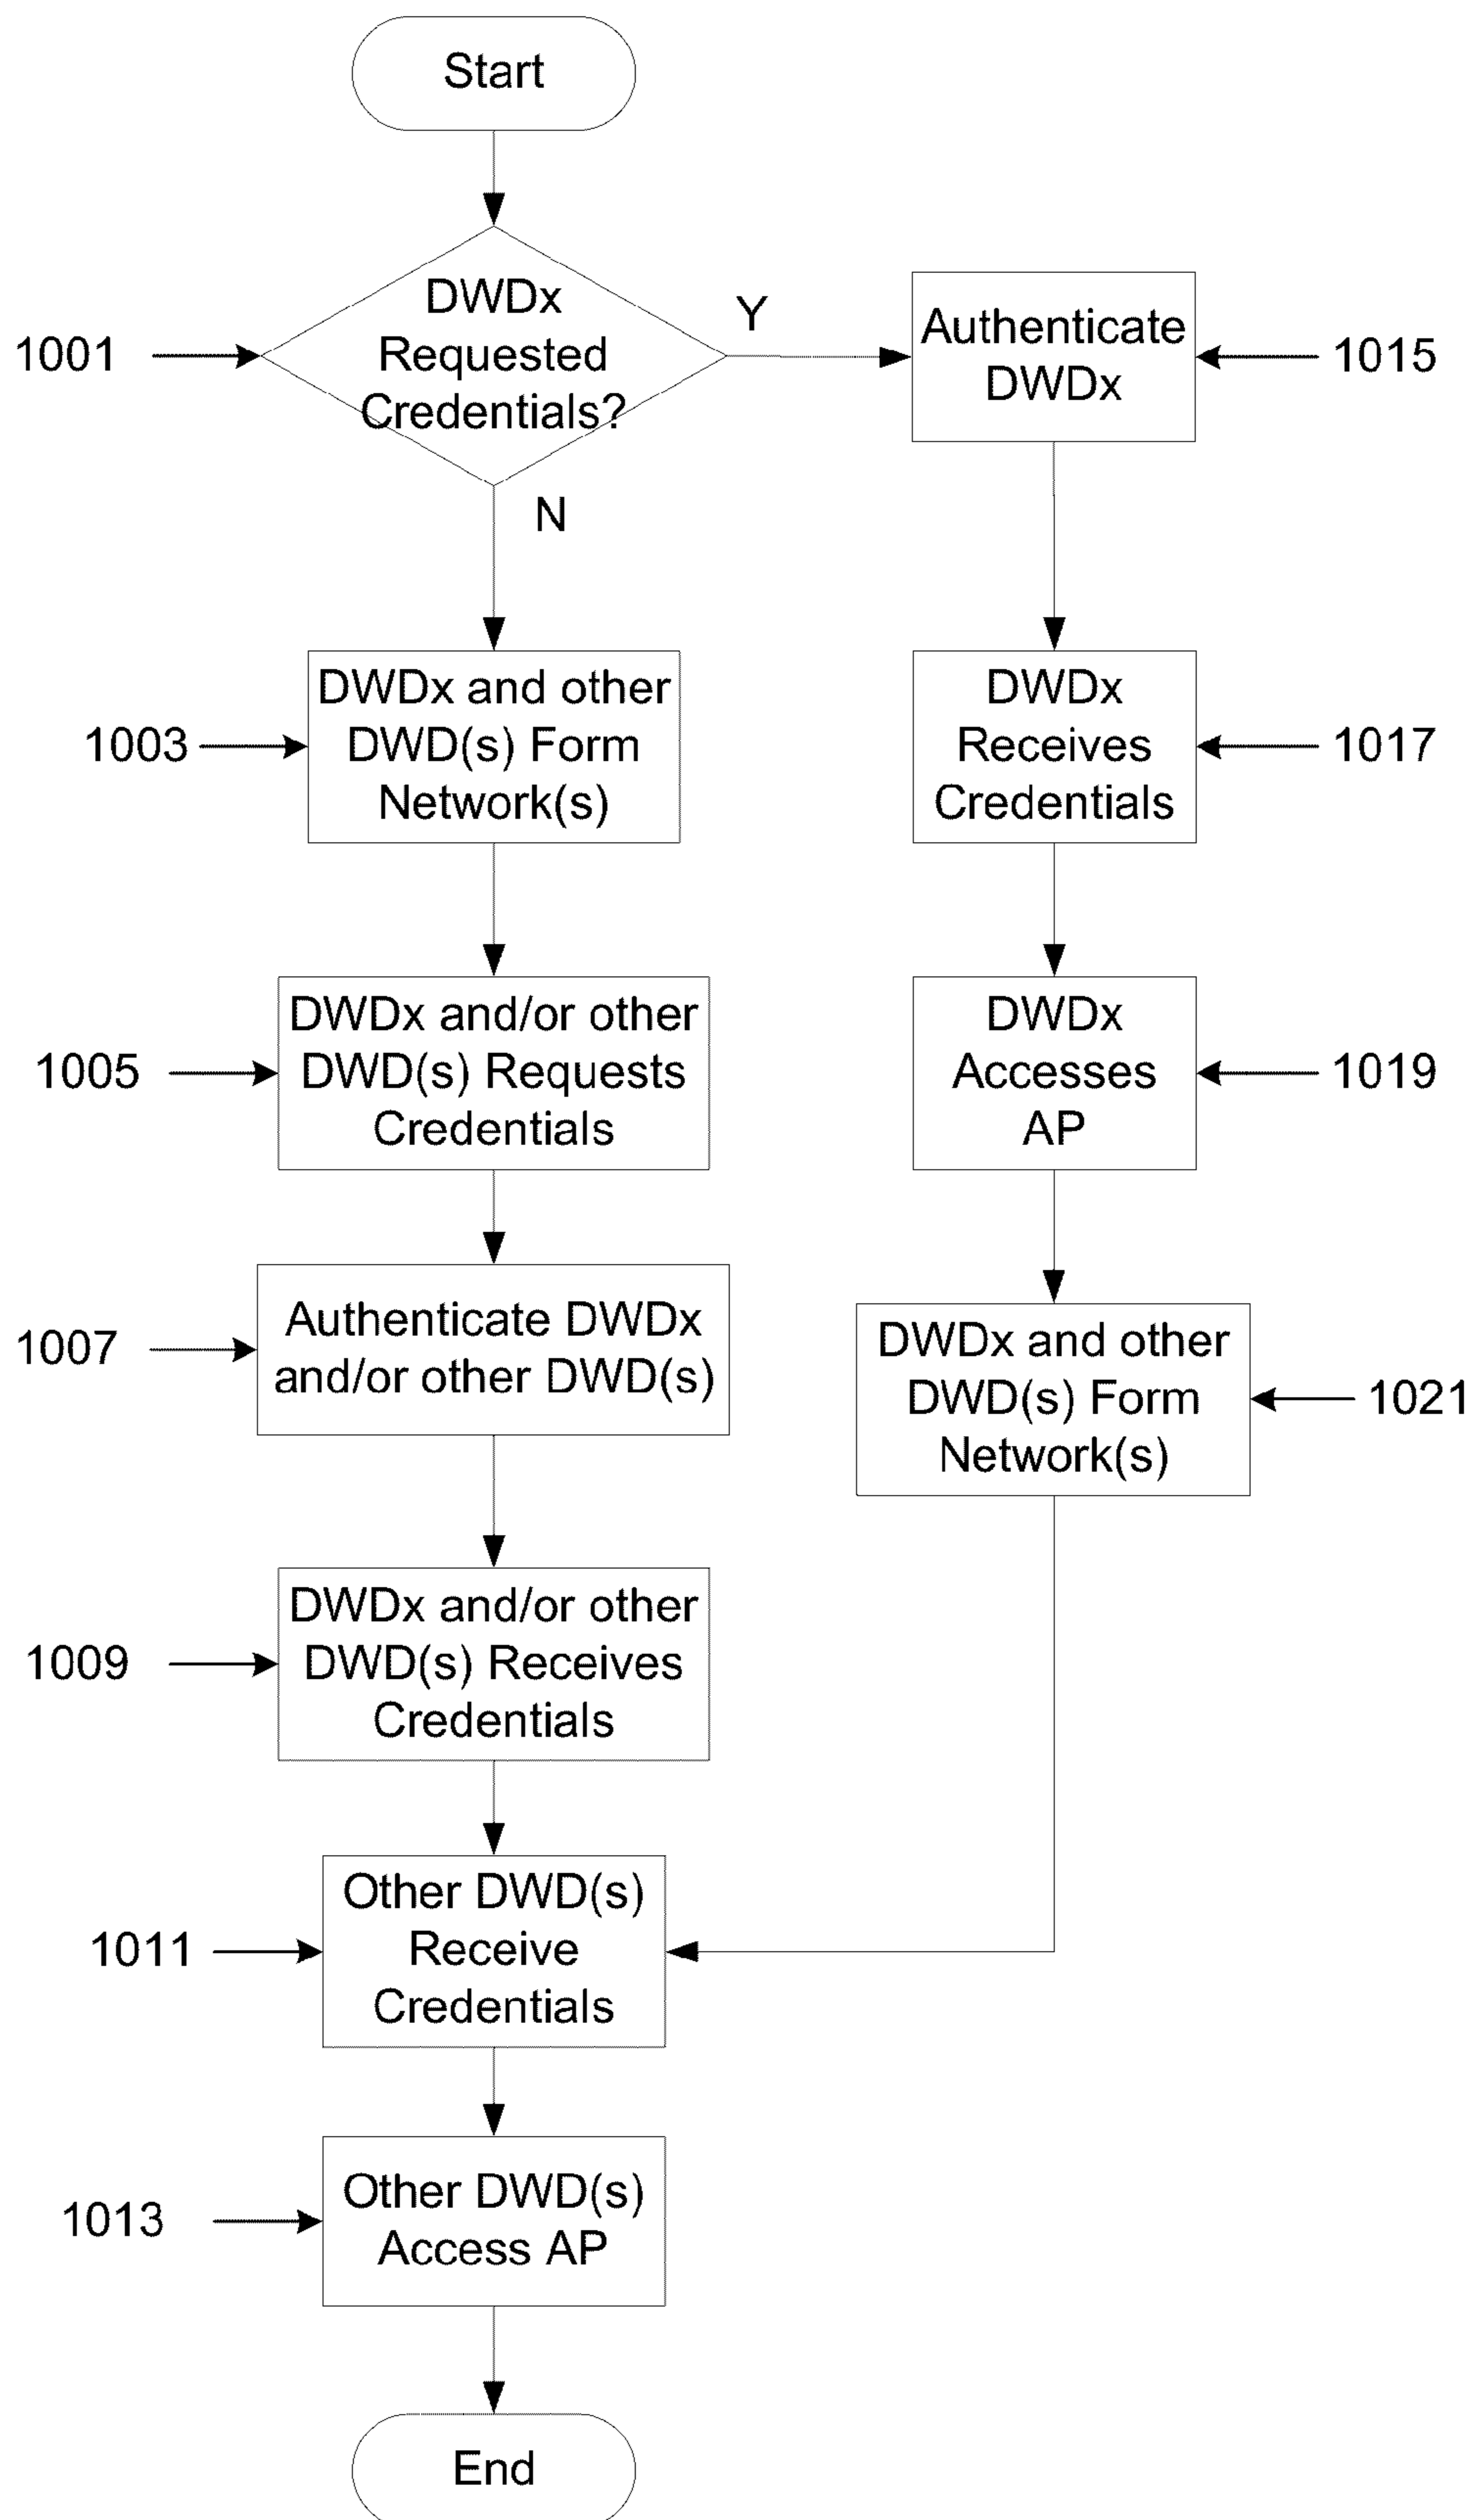 Start
DWDx
Requested
Credentials?
1001
Y
N
Authenticate
DWDx
1015
DWDx and other
DWD(s) Form
Network(s)
1003
DWDx
Receives
Credentials
1017
DWDx and/or other
DWD(s) Requests
Credentials
1005
DWDx
Accesses
AP
1019
Authenticate DWDx
and/or other DWD(s)
1007
DWDx and other
DWD(s) Form
Network(s)
1021
DWDx and/or other
DWD(s) Receives
Credentials
1009
Other DWD(s)
Receive
Credentials
1011
Other DWD(s)
Access AP
1013
End